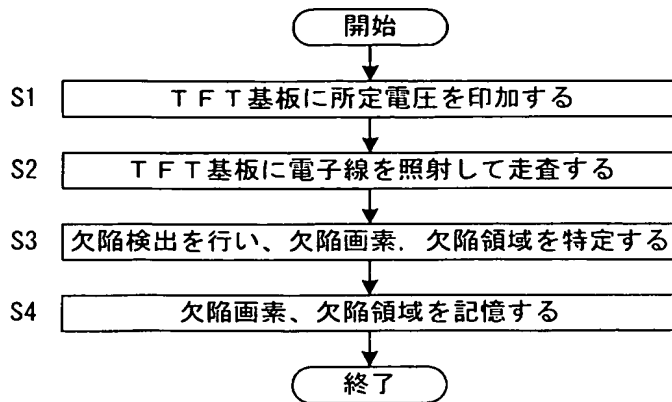 開始
S1 TFT基板に所定電圧を印加する
S2 TFT基板に電子線を照射して走査する
S3 欠陥検出を行い、欠陥画素．欠陥領域を特定する
S4 欠陥画素、欠陥領域を記憶する
終了